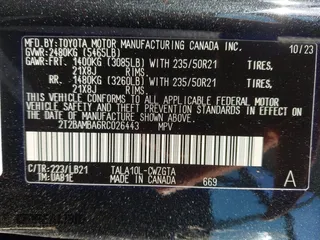 MFD. BY: TOYOTA MOTOR MANUFACTURING CANADA INC. 10/23
GVWR: 2480KG (5465LB)
GAWR: FRT. 1400KG (3085LB) WITH 235/50R21 TIRES,
21X8J RIMS,
RR. 1480KG (3260LB) WITH 235/50R21 TIRES,
21X8J RIMS,
THIS VEHICLE CONFORMS TO ALL APPLICABLE FEDERAL MOTOR VEHICLE
SAFETY AND THEFT PREVENTION STANDARDS IN EFFECT ON THE DATE
OF MANUFACTURE SHOWN ABOVE.
2T2BAMBA6RC026443 MPV
C/TR: 223/LB21 TALA10L-CWZGTA
TM: UAB1E MADE IN CANADA 669 A